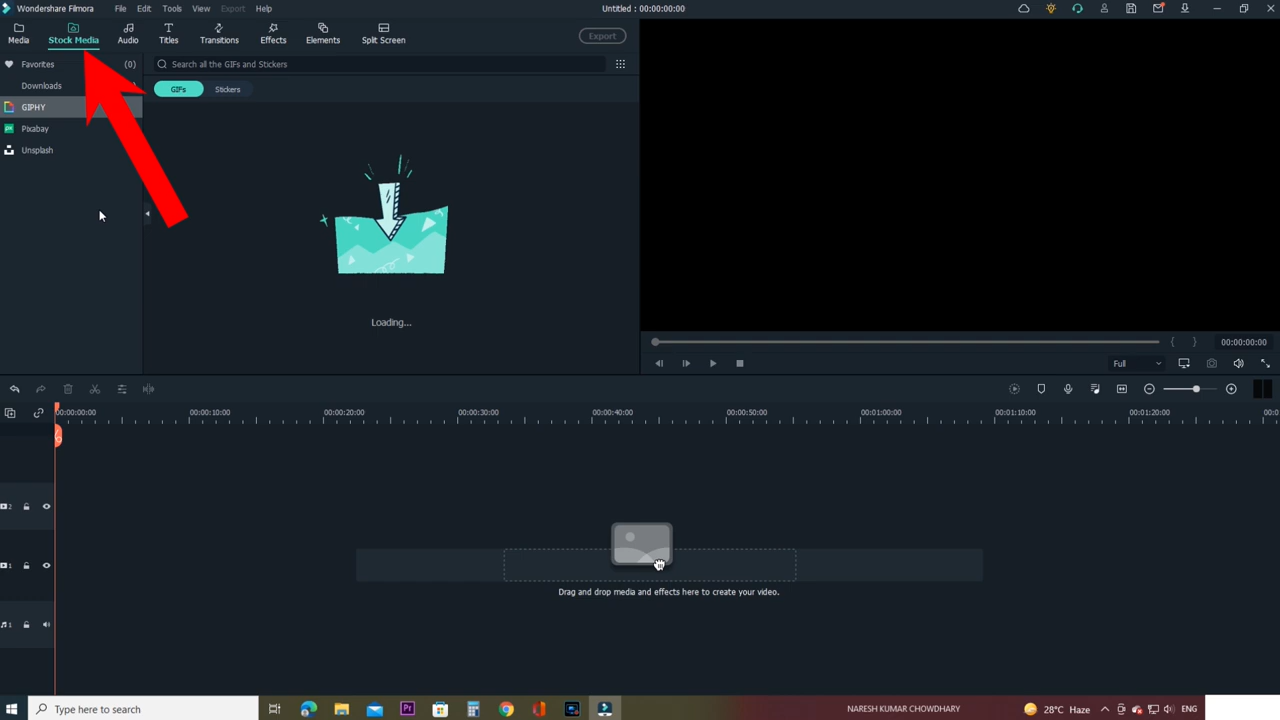 Wondershare Filmora File Edit Tools View Export Help Untitled : 00:00:00:00
Media Stock Media Audio Titles Transitions Effects Elements Split Screen Export
Favorites (0)
Downloads
GIPHY
Pixabay
Unsplash
Search all the GIFs and Stickers
GIFs Stickers
Loading...
00:00:00:00
Full
00:00:00:00 00:00:10:00 00:00:20:00 00:00:30:00 00:00:40:00 00:00:50:00 00:01:00:00 00:01:10:00 00:01:20:00
2
1
1
Drag and drop media and effects here to create your video.
Type here to search
Pr
NARESH KUMAR CHOWDHARY 28°C Haze ENG